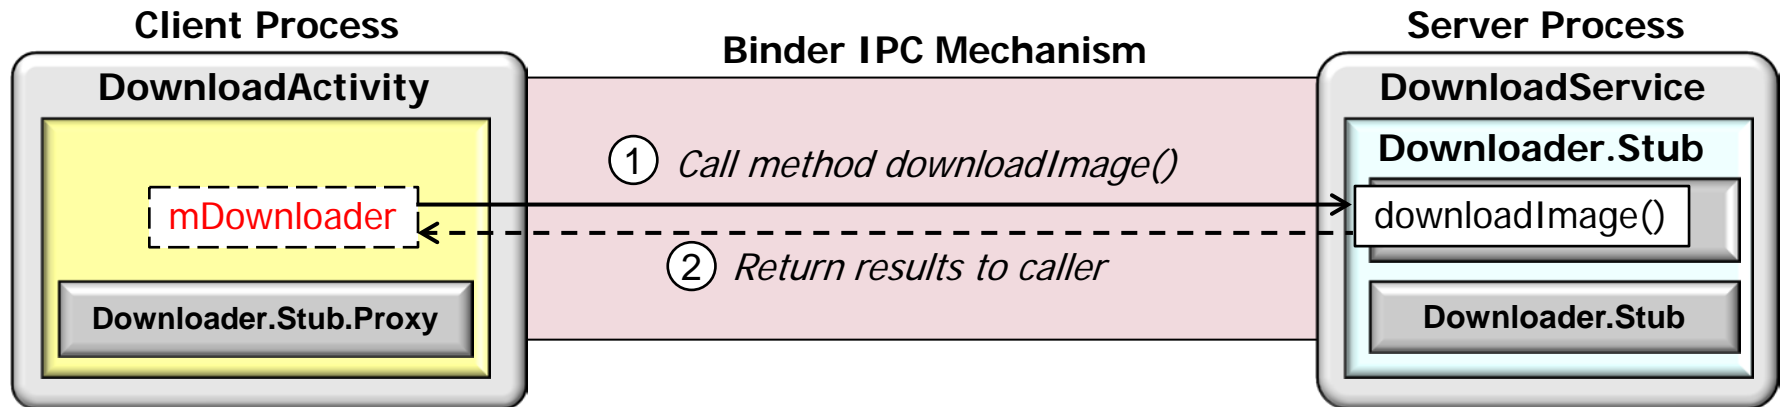 Client Process
Binder IPC Mechanism
Server Process
DownloadActivity
DownloadService
Downloader.Stub
1 Call method downloadImage()
mDownloader
downloadImage()
2 Return results to caller
Downloader.Stub.Proxy
Downloader.Stub